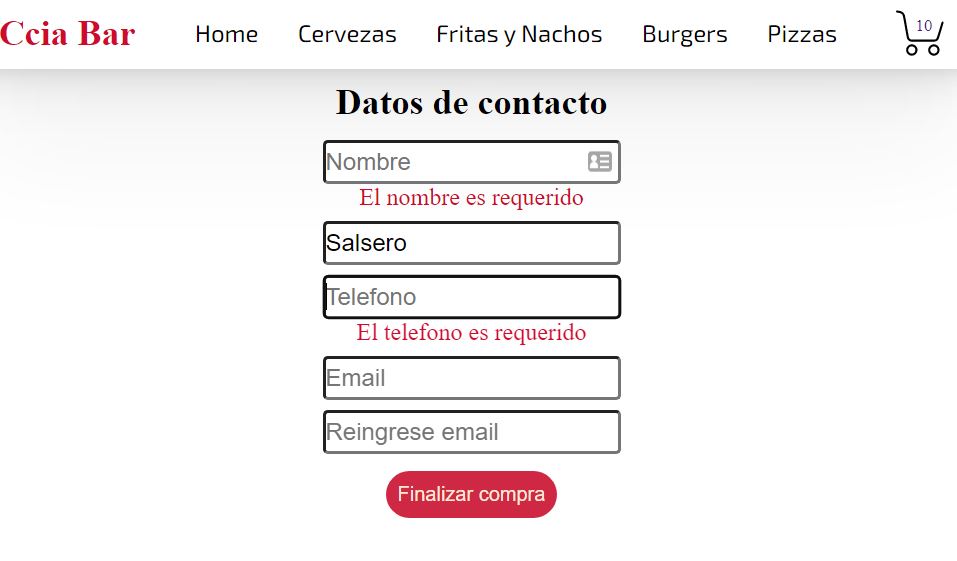 Ccia Bar Home Cervezas Fritas y Nachos Burgers Pizzas 10
Datos de contacto
Nombre
El nombre es requerido
Salsero
Telefono
El telefono es requerido
Email
Reingrese email
Finalizar compra